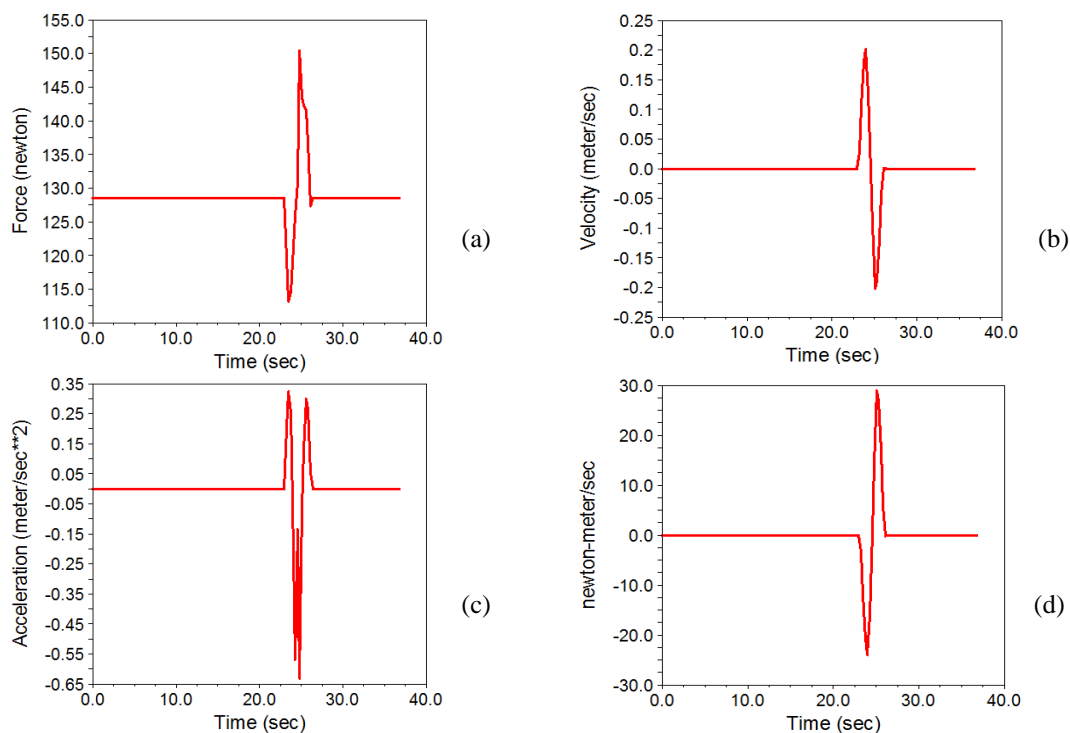 Force (newton)
155.0
150.0
145.0
140.0
135.0
130.0
125.0
120.0
115.0
110.0
0.0 10.0 20.0 30.0 40.0
Time (sec)
(a)
Velocity (meter/sec)
0.25
0.2
0.15
0.1
0.05
0.0
-0.05
-0.1
-0.15
-0.2
-0.25
0.0 10.0 20.0 30.0 40.0
Time (sec)
(b)
Acceleration (meter/sec**2)
0.35
0.25
0.15
0.05
-0.05
-0.15
-0.25
-0.35
-0.45
-0.55
-0.65
0.0 10.0 20.0 30.0 40.0
Time (sec)
(c)
newton-meter/sec
30.0
20.0
10.0
0.0
-10.0
-20.0
-30.0
0.0 10.0 20.0 30.0 40.0
Time (sec)
(d)